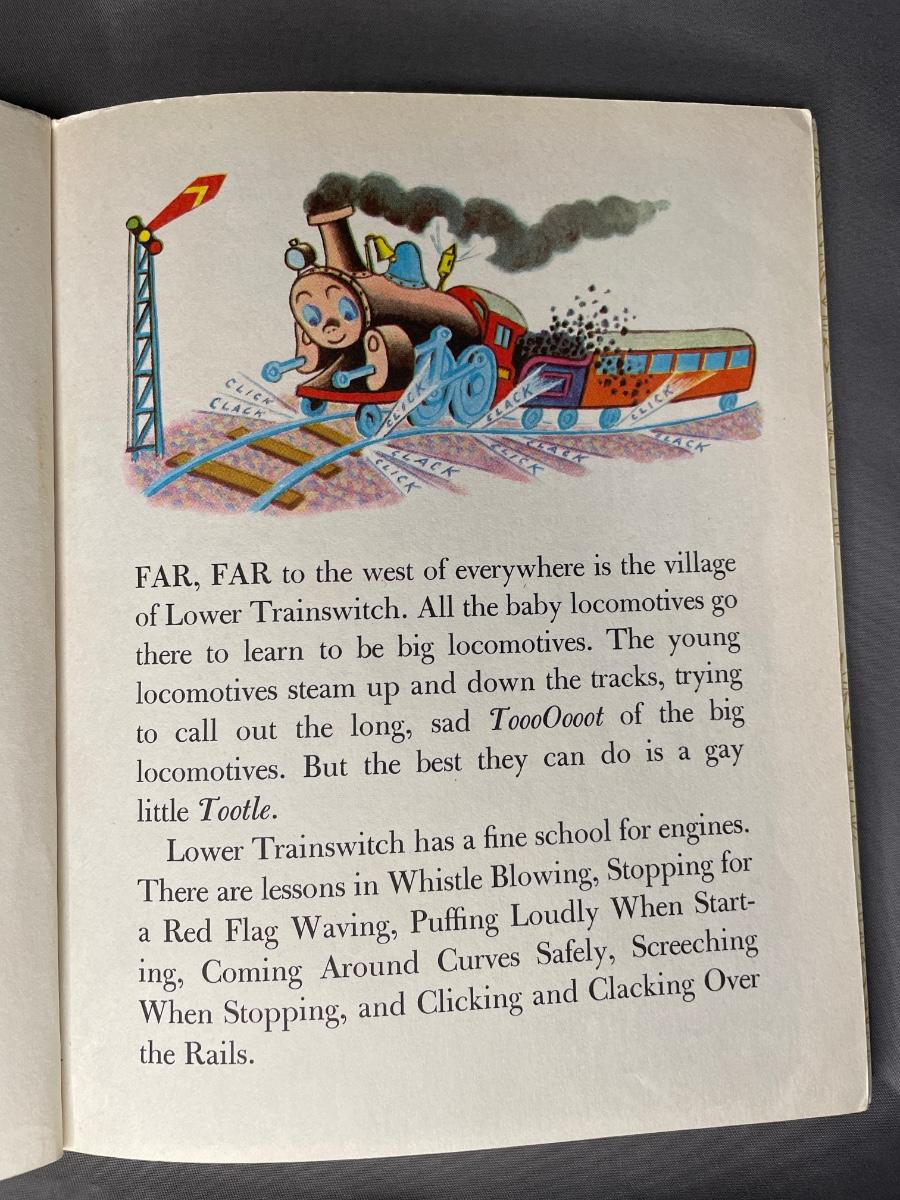 CLICK
CLACK
CLICK
CLACK
CLICK
CLACK
CLICK
CLACK
CLICK
CLACK
FAR, FAR to the west of everywhere is the village
of Lower Trainswitch. All the baby locomotives go
there to learn to be big locomotives. The young
locomotives steam up and down the tracks, trying
to call out the long, sad ToooOooot of the big
locomotives. But the best they can do is a gay
little Tootle.
Lower Trainswitch has a fine school for engines.
There are lessons in Whistle Blowing, Stopping for
a Red Flag Waving, Puffing Loudly When Start-
ing, Coming Around Curves Safely, Screeching
When Stopping, and Clicking and Clacking Over
the Rails.